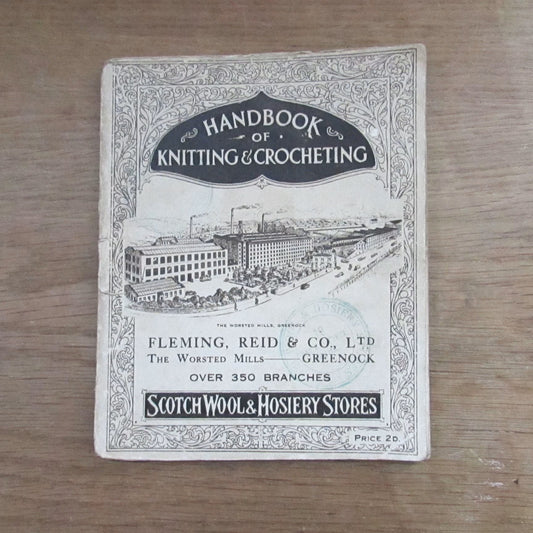 HANDBOOK
OF
KNITTING & CROCHETING
THE WORSTED MILLS, GREENOCK
FLEMING, REID & CO., LTD
THE WORSTED MILLS—GREENOCK
OVER 350 BRANCHES
SCOTCH WOOL & HOSIERY STORES
PRICE 2D.